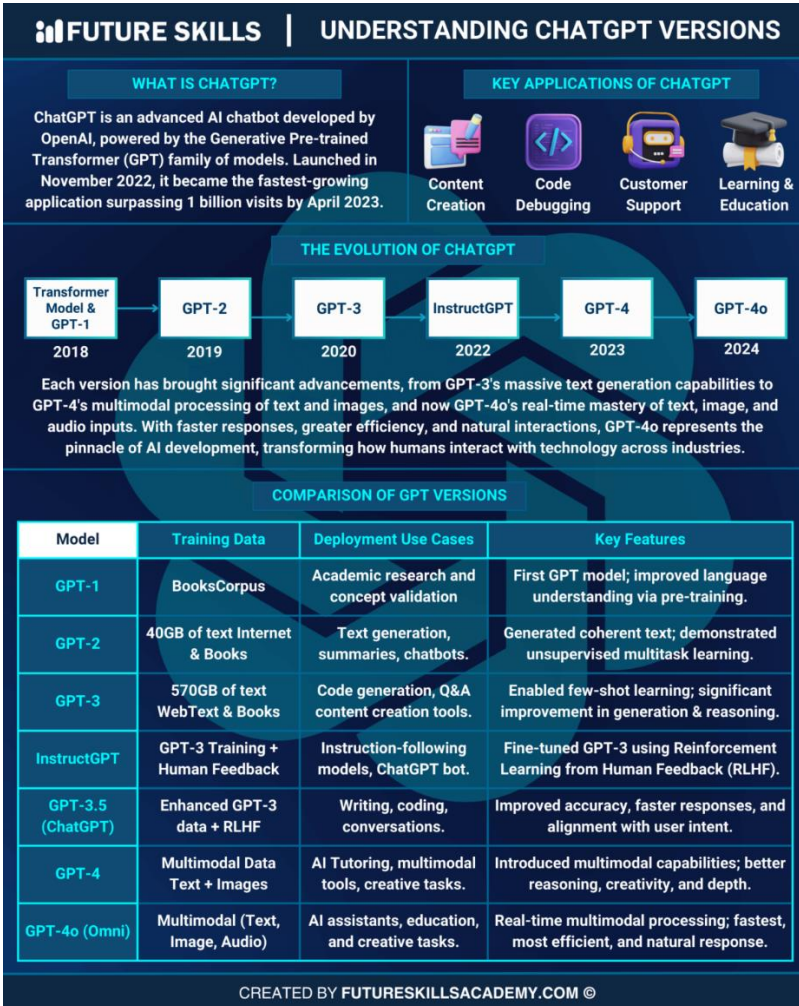 FUTURE SKILLS | UNDERSTANDING CHATGPT VERSIONS
WHAT IS CHATGPT?
ChatGPT is an advanced AI chatbot developed by
OpenAI, powered by the Generative Pre-trained
Transformer (GPT) family of models. Launched in
November 2022, it became the fastest-growing
application surpassing 1 billion visits by April 2023.
KEY APPLICATIONS OF CHATGPT
Content
Creation
Code
Debugging
Customer
Support
Learning &
Education
THE EVOLUTION OF CHATGPT
Transformer
Model &
GPT-1
2018
GPT-2
2019
GPT-3
2020
InstructGPT
2022
GPT-4
2023
GPT-4o
2024
Each version has brought significant advancements, from GPT-3's massive text generation capabilities to
GPT-4's multimodal processing of text and images, and now GPT-4o's real-time mastery of text, image, and
audio inputs. With faster responses, greater efficiency, and natural interactions, GPT-4o represents the
pinnacle of AI development, transforming how humans interact with technology across industries.
COMPARISON OF GPT VERSIONS
Model
Training Data
Deployment Use Cases
Key Features
GPT-1
BooksCorpus
Academic research and
concept validation
First GPT model; improved language
understanding via pre-training.
GPT-2
40GB of text Internet
& Books
Text generation,
summaries, chatbots.
Generated coherent text; demonstrated
unsupervised multitask learning.
GPT-3
570GB of text
WebText & Books
Code generation, Q&A
content creation tools.
Enabled few-shot learning; significant
improvement in generation & reasoning.
InstructGPT
GPT-3 Training +
Human Feedback
Instruction-following
models, ChatGPT bot.
Fine-tuned GPT-3 using Reinforcement
Learning from Human Feedback (RLHF).
GPT-3.5
(ChatGPT)
Enhanced GPT-3
data + RLHF
Writing, coding,
conversations.
Improved accuracy, faster responses, and
alignment with user intent.
GPT-4
Multimodal Data
Text + Images
AI Tutoring, multimodal
tools, creative tasks.
Introduced multimodal capabilities; better
reasoning, creativity, and depth.
GPT-4o (Omni)
Multimodal (Text,
Image, Audio)
AI assistants, education,
and creative tasks.
Real-time multimodal processing; fastest,
most efficient, and natural response.
CREATED BY FUTURESKILLSACADEMY.COM ©